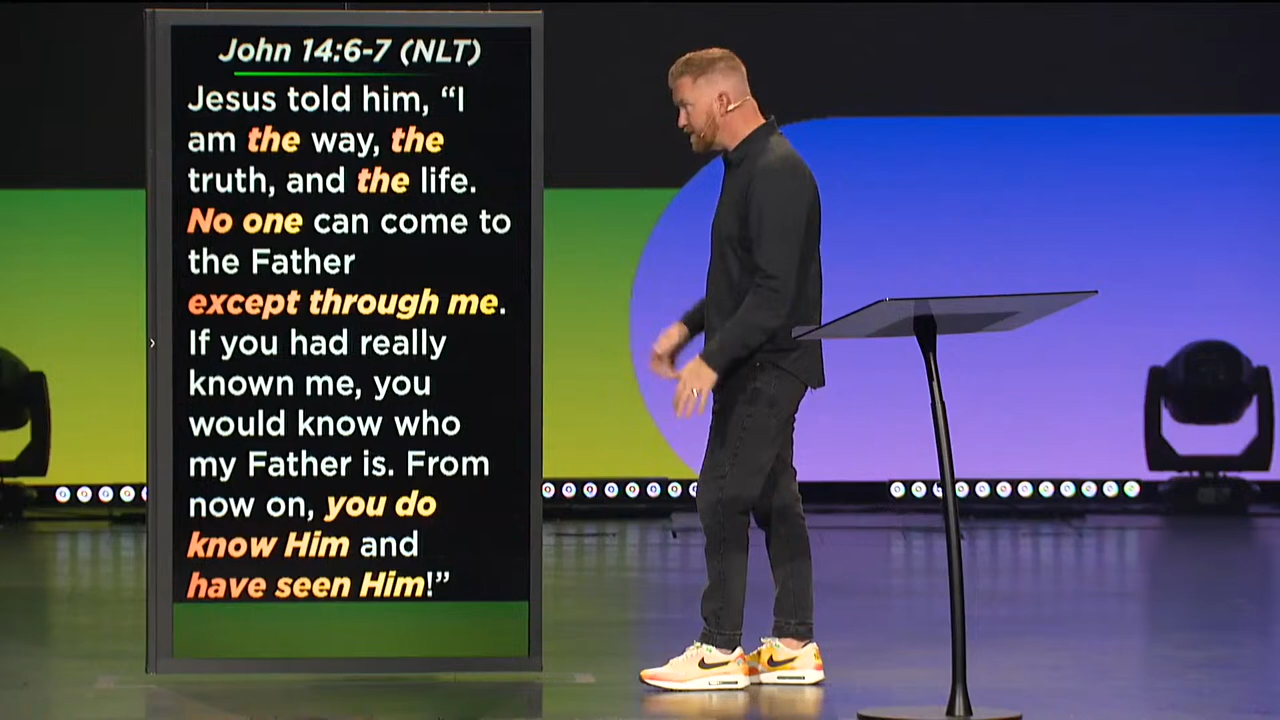 John 14:6-7 (NLT)
Jesus told him, “I
am the way, the
truth, and the life.
No one can come to
the Father
except through me.
If you had really
known me, you
would know who
my Father is. From
now on, you do
know Him and
have seen Him!”